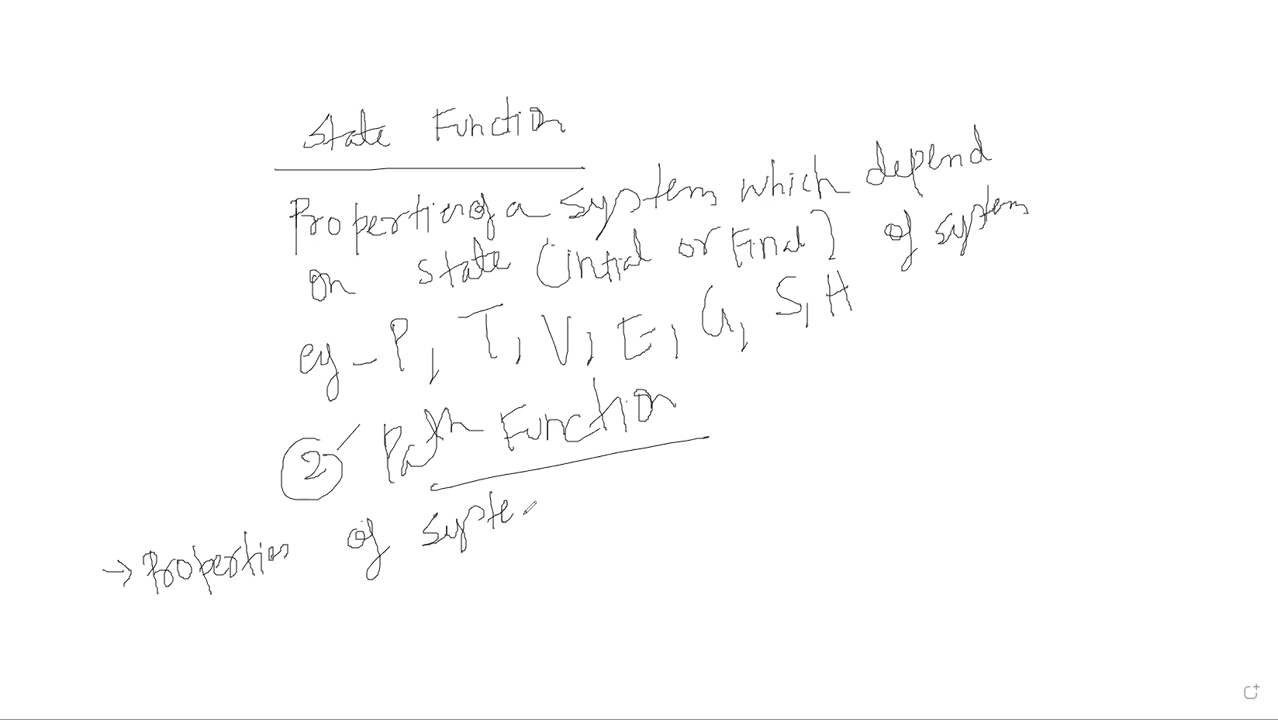 State Function
Properties of a system which depend
on state (intial or Final) of system
eg - P, T, V, E, G, S, H
② Path Function
→ Properties of syste